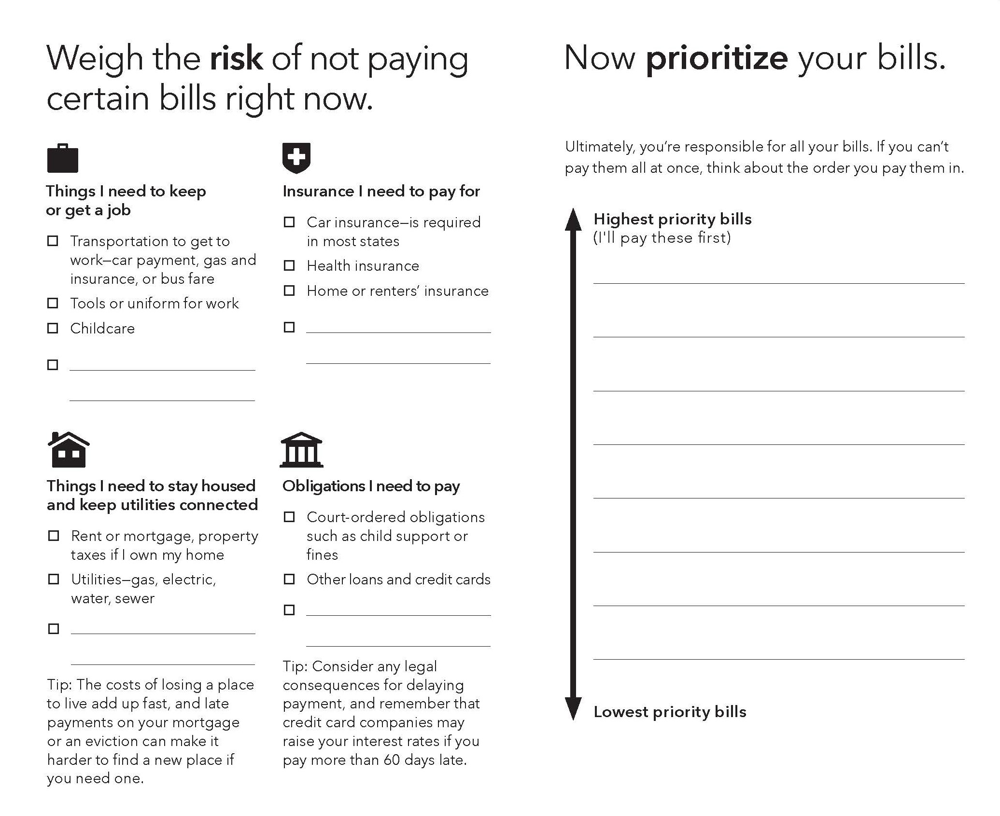 Weigh the risk of not paying
certain bills right now.
Things I need to keep
or get a job
Transportation to get to
work—car payment, gas and
insurance, or bus fare
Tools or uniform for work
Childcare
Insurance I need to pay for
Car insurance—is required
in most states
Health insurance
Home or renters’ insurance
Things I need to stay housed
and keep utilities connected
Rent or mortgage, property
taxes if I own my home
Utilities—gas, electric,
water, sewer
Tip: The costs of losing a place
to live add up fast, and late
payments on your mortgage
or an eviction can make it
harder to find a new place if
you need one.
Obligations I need to pay
Court-ordered obligations
such as child support or
fines
Other loans and credit cards
Tip: Consider any legal
consequences for delaying
payment, and remember that
credit card companies may
raise your interest rates if you
pay more than 60 days late.
Now prioritize your bills.
Ultimately, you’re responsible for all your bills. If you can’t
pay them all at once, think about the order you pay them in.
Highest priority bills
(I'll pay these first)
Lowest priority bills